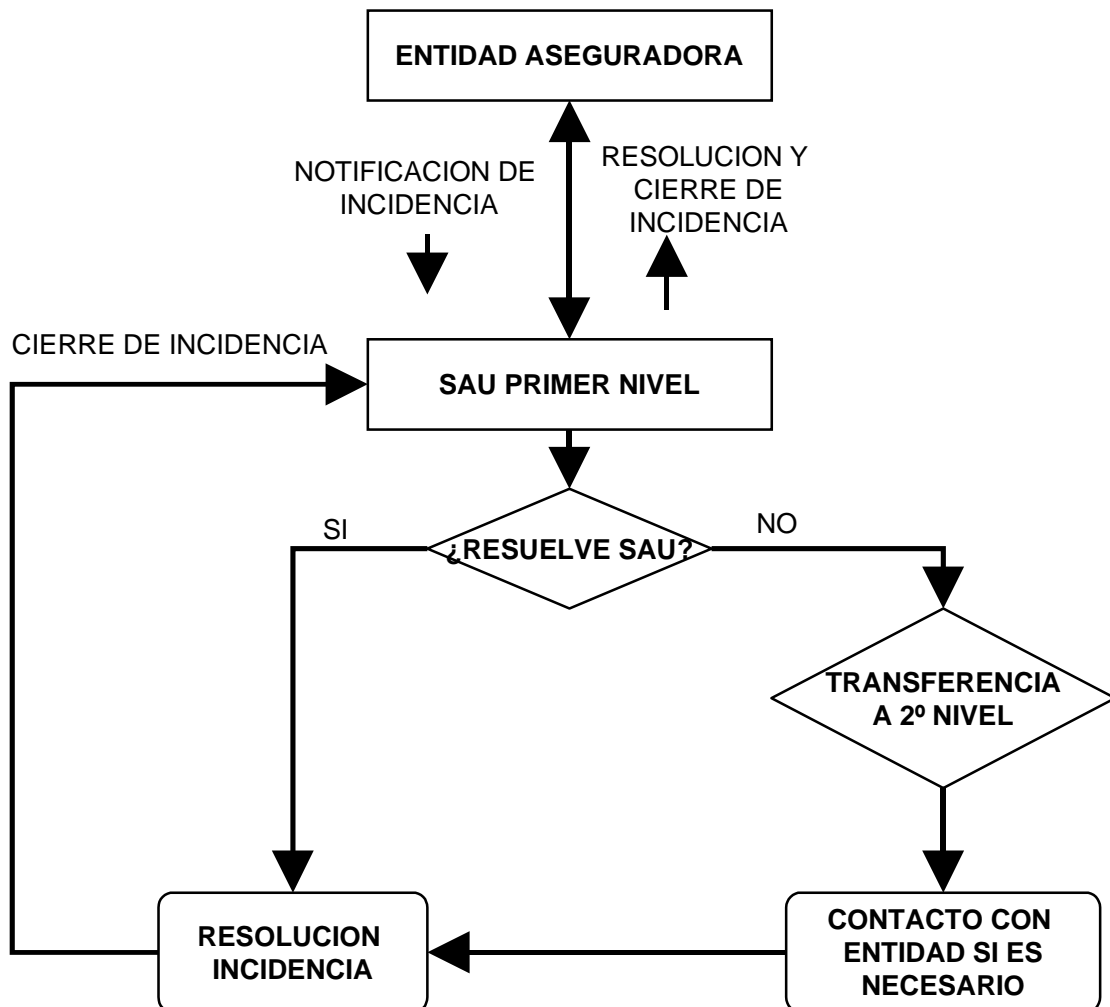 ENTIDAD ASEGURADORA
NOTIFICACION DE
INCIDENCIA
RESOLUCION Y
CIERRE DE
INCIDENCIA
CIERRE DE INCIDENCIA
SAU PRIMER NIVEL
SI
¿RESUELVE SAU?
NO
TRANSFERENCIA
A 2º NIVEL
RESOLUCION
INCIDENCIA
CONTACTO CON
ENTIDAD SI ES
NECESARIO